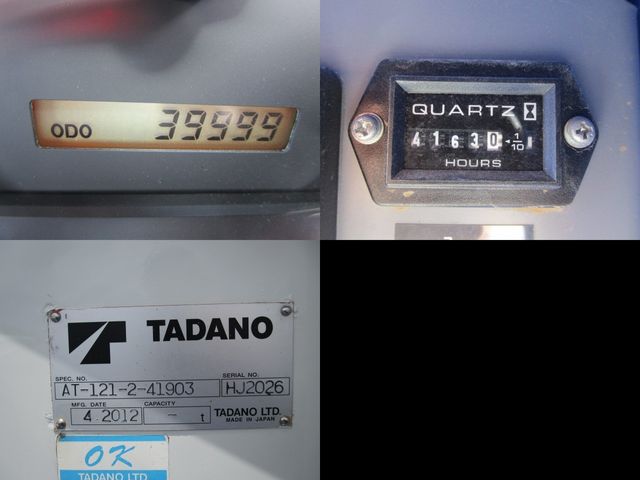 ODO 39999
QUARTZ
41630 1/10
HOURS
TADANO
SPEC. NO. SERIAL NO.
AT-121-2-41903 HJ2026
MFG. DATE CAPACITY
4.2012 - t TADANO LTD.
MADE IN JAPAN
OK
TADANO LTD